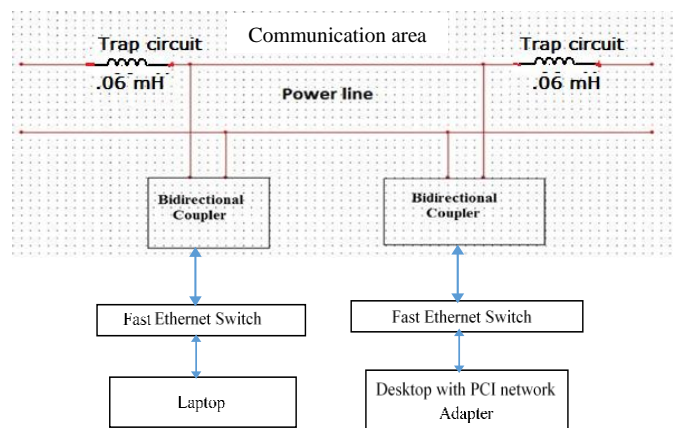 Communication area
Trap circuit
Trap circuit
.06 mH
.06 mH
Power line
Bidirectional
Coupler
Bidirectional
Coupler
Fast Ethernet Switch
Fast Ethernet Switch
Laptop
Desktop with PCI network
Adapter